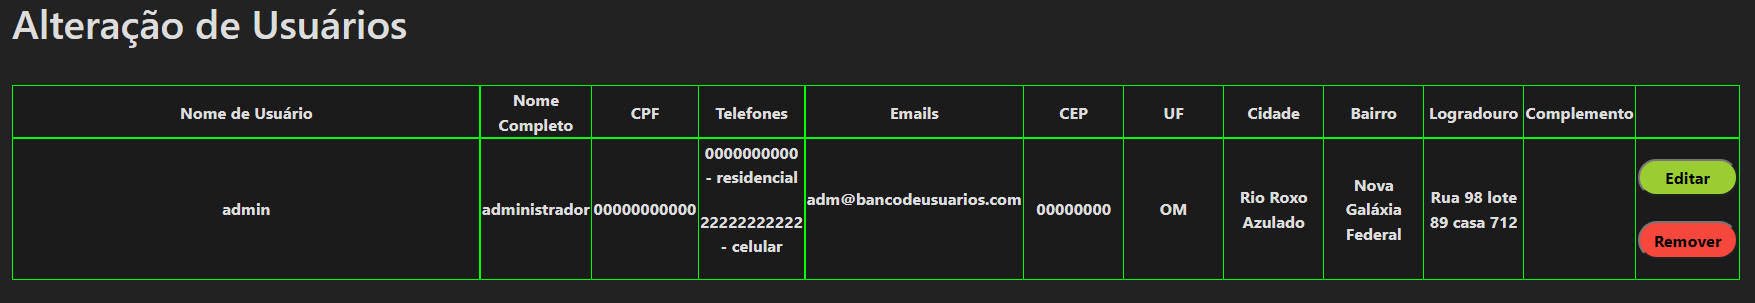 Alteração de Usuários
Nome de Usuário
Nome
Completo
CPF
Telefones
Emails
CEP
UF
Cidade
Bairro
Logradouro
Complemento
admin
administrador
00000000000
0000000000
- residencial
22222222222
- celular
adm@bancodeusuarios.com
00000000
OM
Rio Roxo
Azulado
Nova
Galáxia
Federal
Rua 98 lote
89 casa 712
Editar
Remover